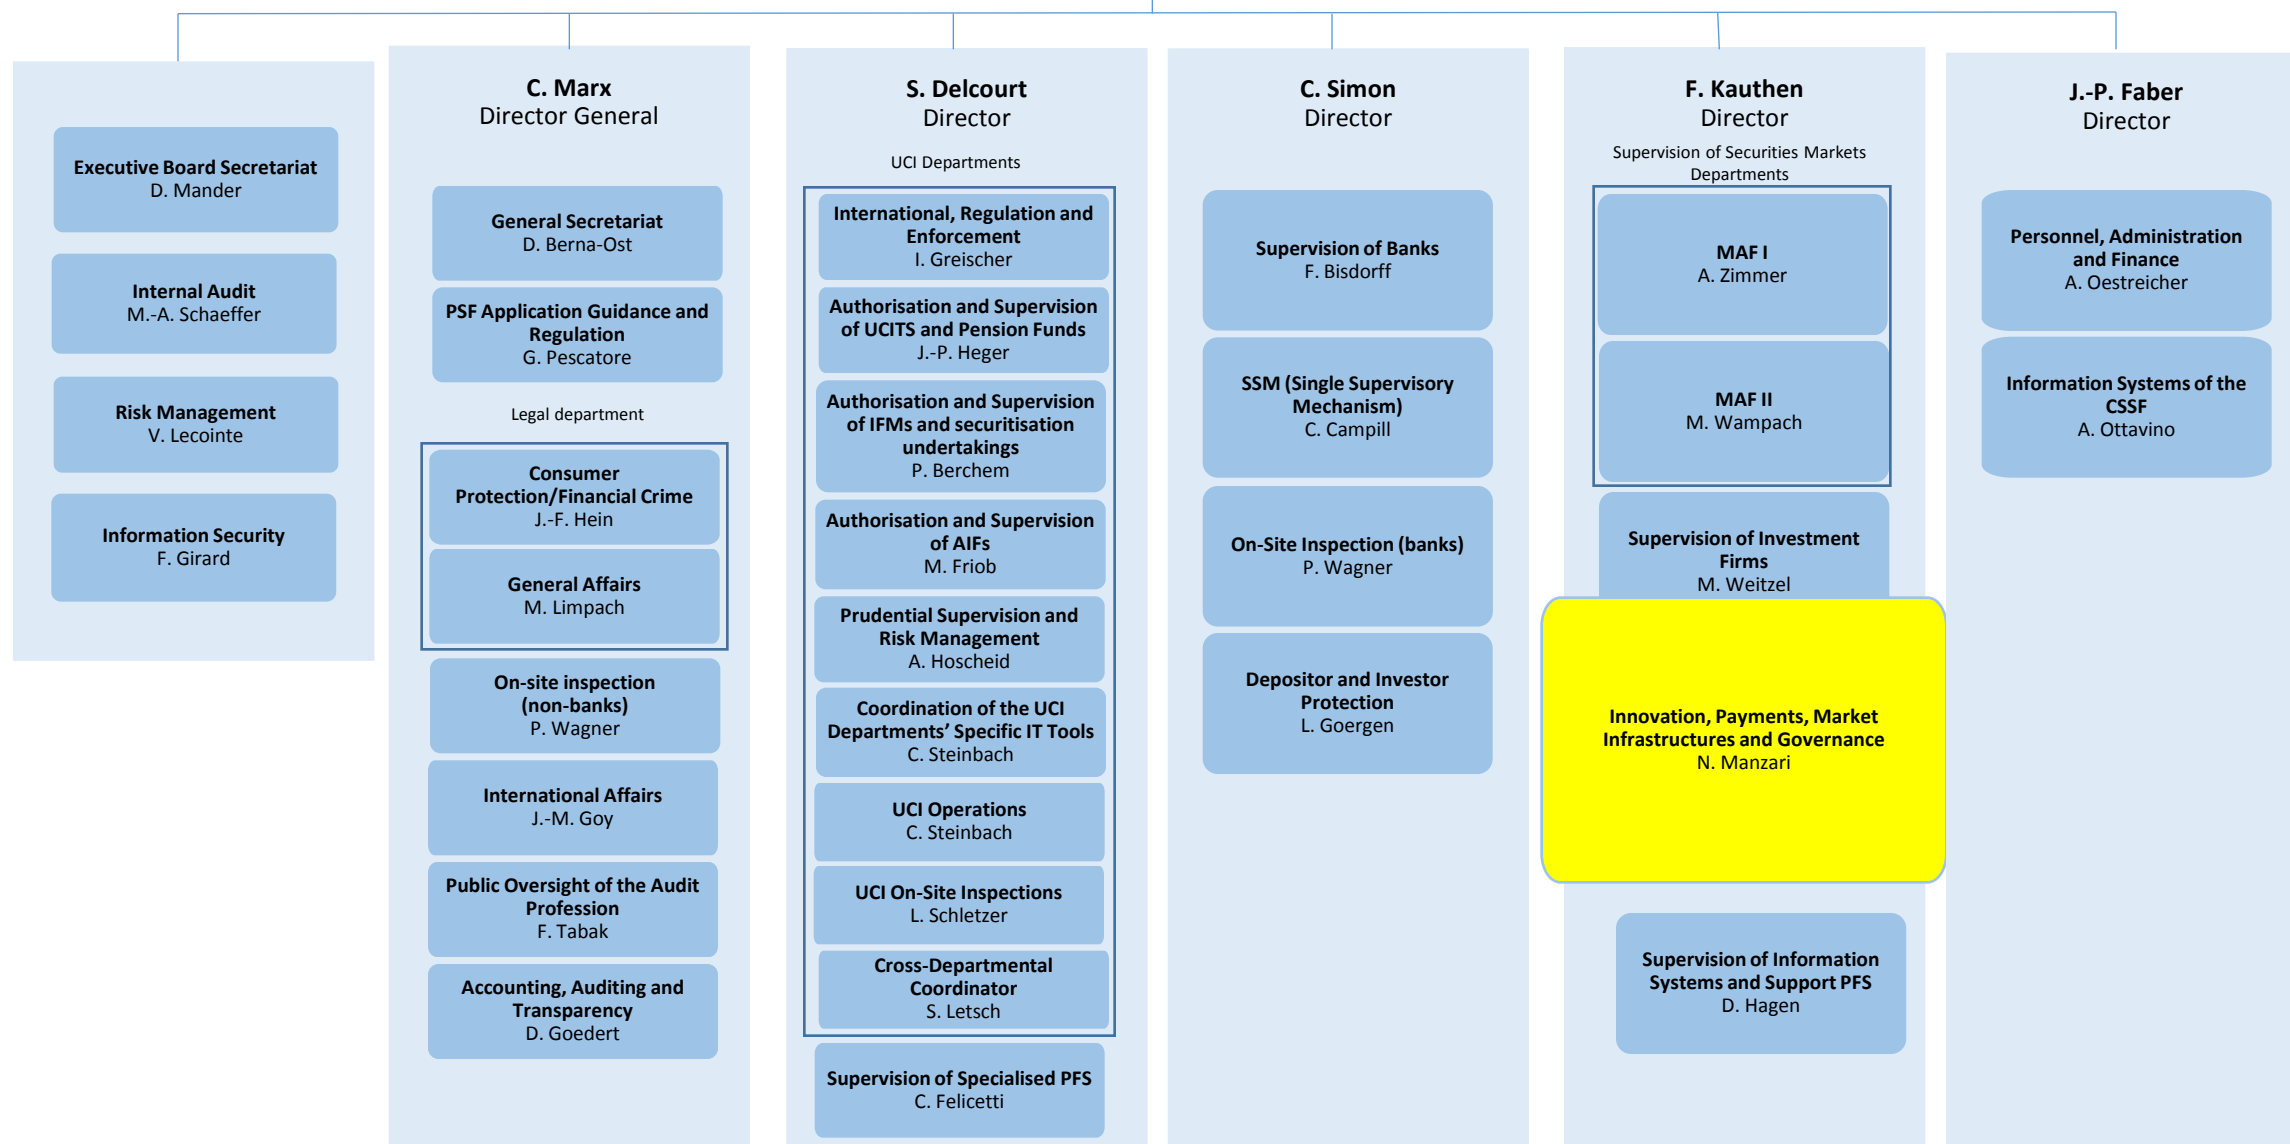 Executive Board Secretariat
D. Mander
Internal Audit
M.-A. Schaeffer
Risk Management
V. Lecointe
Information Security
F. Girard
C. Marx
Director General
General Secretariat
D. Berna-Ost
PSF Application Guidance and
Regulation
G. Pescatore
Legal department
Consumer
Protection/Financial Crime
J.-F. Hein
General Affairs
M. Limpach
On-site inspection
(non-banks)
P. Wagner
International Affairs
J.-M. Goy
Public Oversight of the Audit
Profession
F. Tabak
Accounting, Auditing and
Transparency
D. Goedert
S. Delcourt
Director
UCI Departments
International, Regulation and
Enforcement
I. Greischer
Authorisation and Supervision
of UCITS and Pension Funds
J.-P. Heger
Authorisation and Supervision
of IFMs and securitisation
undertakings
P. Berchem
Authorisation and Supervision
of AIFs
M. Friob
Prudential Supervision and
Risk Management
A. Hoscheid
Coordination of the UCI
Departments’ Specific IT Tools
C. Steinbach
UCI Operations
C. Steinbach
UCI On-Site Inspections
L. Schletzer
Cross-Departmental
Coordinator
S. Letsch
Supervision of Specialised PFS
C. Felicetti
C. Simon
Director
Supervision of Banks
F. Bisdorff
SSM (Single Supervisory
Mechanism)
C. Campill
On-Site Inspection (banks)
P. Wagner
Depositor and Investor
Protection
L. Goergen
F. Kauthen
Director
Supervision of Securities Markets
Departments
MAF I
A. Zimmer
MAF II
M. Wampach
Supervision of Investment
Firms
M. Weitzel
Innovation, Payments, Market
Infrastructures and Governance
N. Manzari
Supervision of Information
Systems and Support PFS
D. Hagen
J.-P. Faber
Director
Personnel, Administration
and Finance
A. Oestreicher
Information Systems of the
CSSF
A. Ottavino